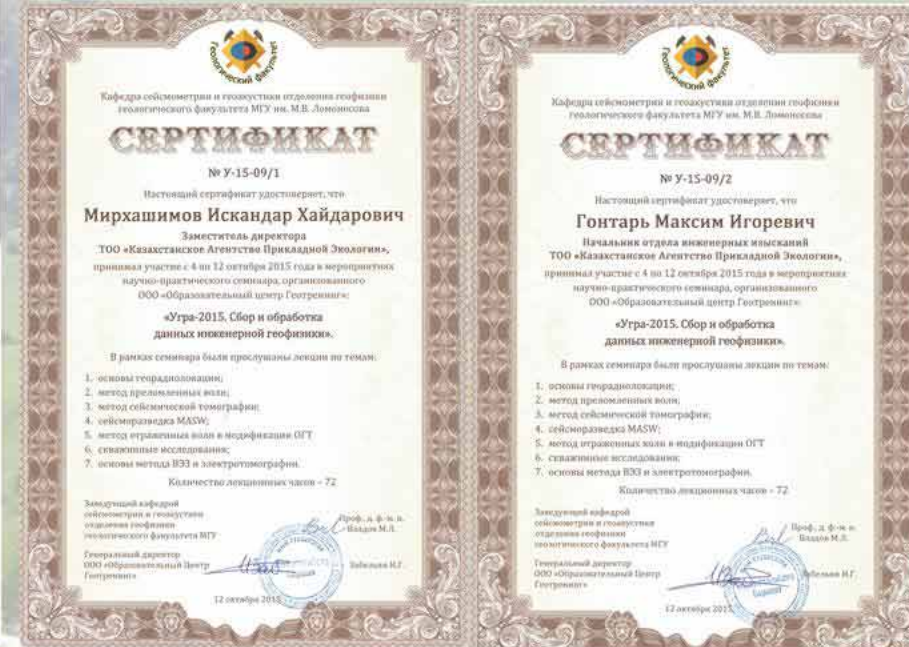 Геологический факультет
Кафедра сейсмометрии и геоакустики отделения геофизики
геологического факультета МГУ им. М.В. Ломоносова
СЕРТИФИКАТ
№ У-15-09/1
Настоящий сертификат удостоверяет, что
Мирхашимов Искандар Хайдарович
Заместитель директора
ТОО «Казахстанское Агентство Прикладной Экологии»,
принимал участие с 4 по 12 октября 2015 года в мероприятиях
научно-практического семинара, организованного
ООО «Образовательный центр Геотренинг»:
«Угра-2015. Сбор и обработка
данных инженерной геофизики».
В рамках семинара были прослушаны лекции по темам:
1. основы георадиолокации;
2. метод преломленных волн;
3. метод сейсмической томографии;
4. сейсморазведка MASW;
5. метод отраженных волн в модификации ОГТ
6. скважинные исследования;
7. основы метода ВЭЗ и электротомографии.
Количество лекционных часов – 72
Заведующий кафедрой
сейсмометрии и геоакустики
отделения геофизики
геологического факультета МГУ
Проф., д. ф.-м. н.
Владов М.Л.
Генеральный директор
ООО «Образовательный Центр
Геотренинг»
12 октября 2015
Геологический факультет
Кафедра сейсмометрии и геоакустики отделения геофизики
геологического факультета МГУ им. М.В. Ломоносова
СЕРТИФИКАТ
№ У-15-09/2
Настоящий сертификат удостоверяет, что
Гонтарь Максим Игоревич
Начальник отдела инженерных изысканий
ТОО «Казахстанское Агентство Прикладной Экологии»,
принимал участие с 4 по 12 октября 2015 года в мероприятиях
научно-практического семинара, организованного
ООО «Образовательный центр Геотренинг»:
«Угра-2015. Сбор и обработка
данных инженерной геофизики».
В рамках семинара были прослушаны лекции по темам:
1. основы георадиолокации;
2. метод преломленных волн;
3. метод сейсмической томографии;
4. сейсморазведка MASW;
5. метод отраженных волн в модификации ОГТ
6. скважинные исследования;
7. основы метода ВЭЗ и электротомографии.
Количество лекционных часов – 72
Заведующий кафедрой
сейсмометрии и геоакустики
отделения геофизики
геологического факультета МГУ
Проф., д. ф.-м. н.
Владов М.Л.
Генеральный директор
ООО «Образовательный Центр
Геотренинг»
12 октября 2015